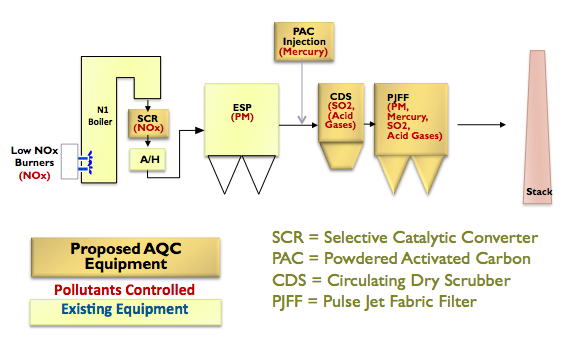 PAC
Injection
(Mercury)
N1
Boiler
SCR
(NOx)
A/H
Low NOx
Burners
(NOx)
ESP
(PM)
CDS
(SO2,
(Acid
Gases)
PJFF
(PM,
Mercury,
SO2,
Acid Gases)
Stack
Proposed AQC
Equipment
Pollutants Controlled
Existing Equipment
SCR = Selective Catalytic Converter
PAC = Powdered Activated Carbon
CDS = Circulating Dry Scrubber
PJFF = Pulse Jet Fabric Filter